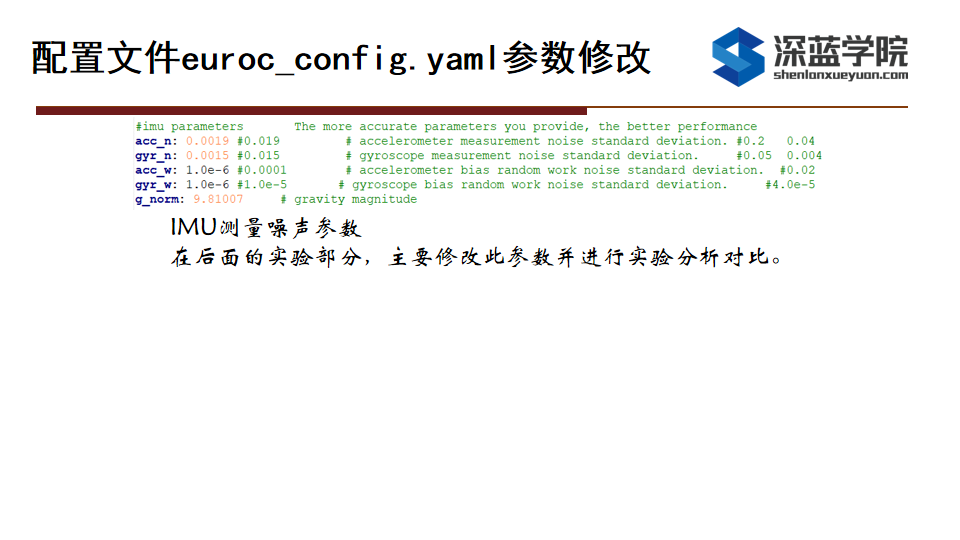 配置文件euroc_config.yaml参数修改
深蓝学院
shenlanxueyuan.com
#imu parameters The more accurate parameters you provide, the better performance
acc_n: 0.0019 #0.019 # accelerometer measurement noise standard deviation. #0.2 0.04
gyr_n: 0.0015 #0.015 # gyroscope measurement noise standard deviation. #0.05 0.004
acc_w: 1.0e-6 #0.0001 # accelerometer bias random work noise standard deviation. #0.02
gyr_w: 1.0e-6 #1.0e-5 # gyroscope bias random work noise standard deviation. #4.0e-5
g_norm: 9.81007 # gravity magnitude
IMU测量噪声参数
在后面的实验部分，主要修改此参数并进行实验分析对比。